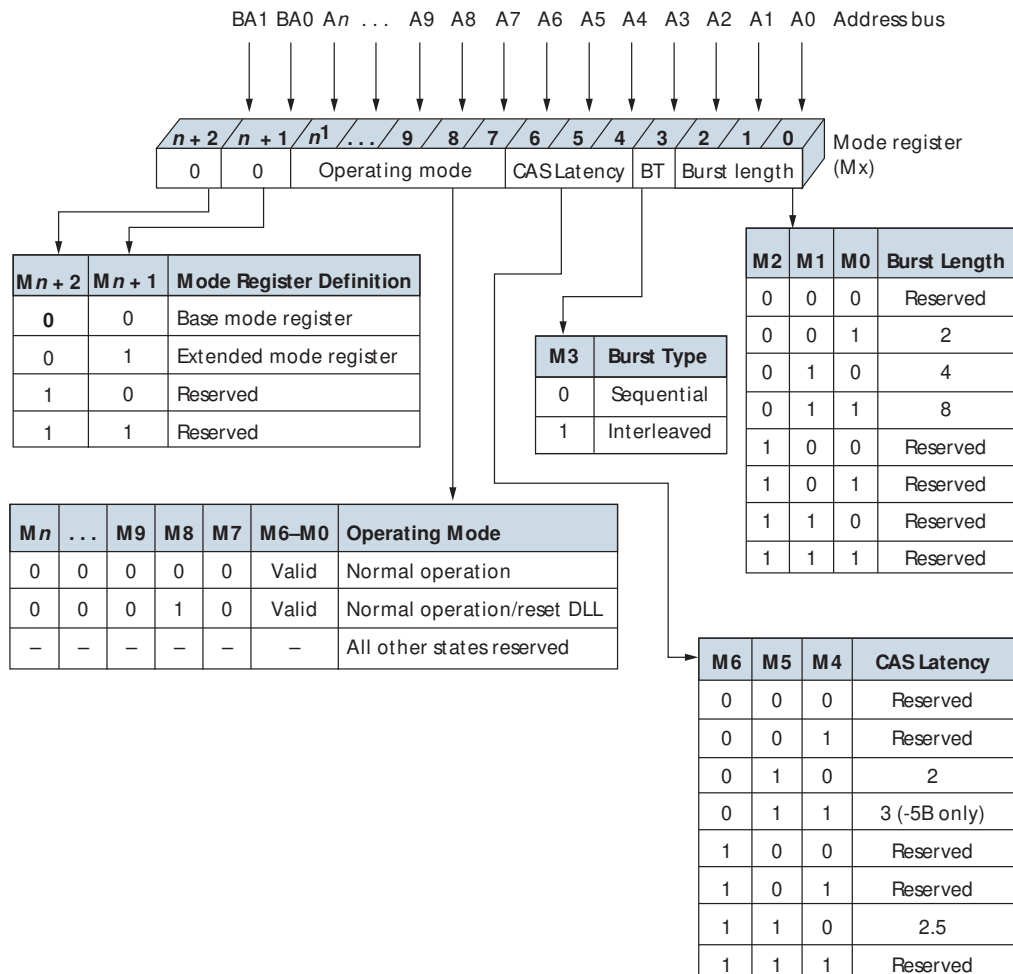 BA1 BA0 An ... A9 A8 A7 A6 A5 A4 A3 A2 A1 A0 Address bus
n + 2 n + 1 n1 ... 9 8 7 6 5 4 3 2 1 0
Mode register (Mx)
0 0 Operating mode CAS Latency BT Burst length
Mn + 2 Mn + 1 Mode Register Definition
0 0 Base mode register
0 1 Extended mode register
1 0 Reserved
1 1 Reserved
M3 Burst Type
0 Sequential
1 Interleaved
M2 M1 M0 Burst Length
0 0 0 Reserved
0 0 1 2
0 1 0 4
0 1 1 8
1 0 0 Reserved
1 0 1 Reserved
1 1 0 Reserved
1 1 1 Reserved
Mn ... M9 M8 M7 M6–M0 Operating Mode
0 0 0 0 0 Valid Normal operation
0 0 0 1 0 Valid Normal operation/reset DLL
– – – – – – All other states reserved
M6 M5 M4 CAS Latency
0 0 0 Reserved
0 0 1 Reserved
0 1 0 2
0 1 1 3 (-5B only)
1 0 0 Reserved
1 0 1 Reserved
1 1 0 2.5
1 1 1 Reserved